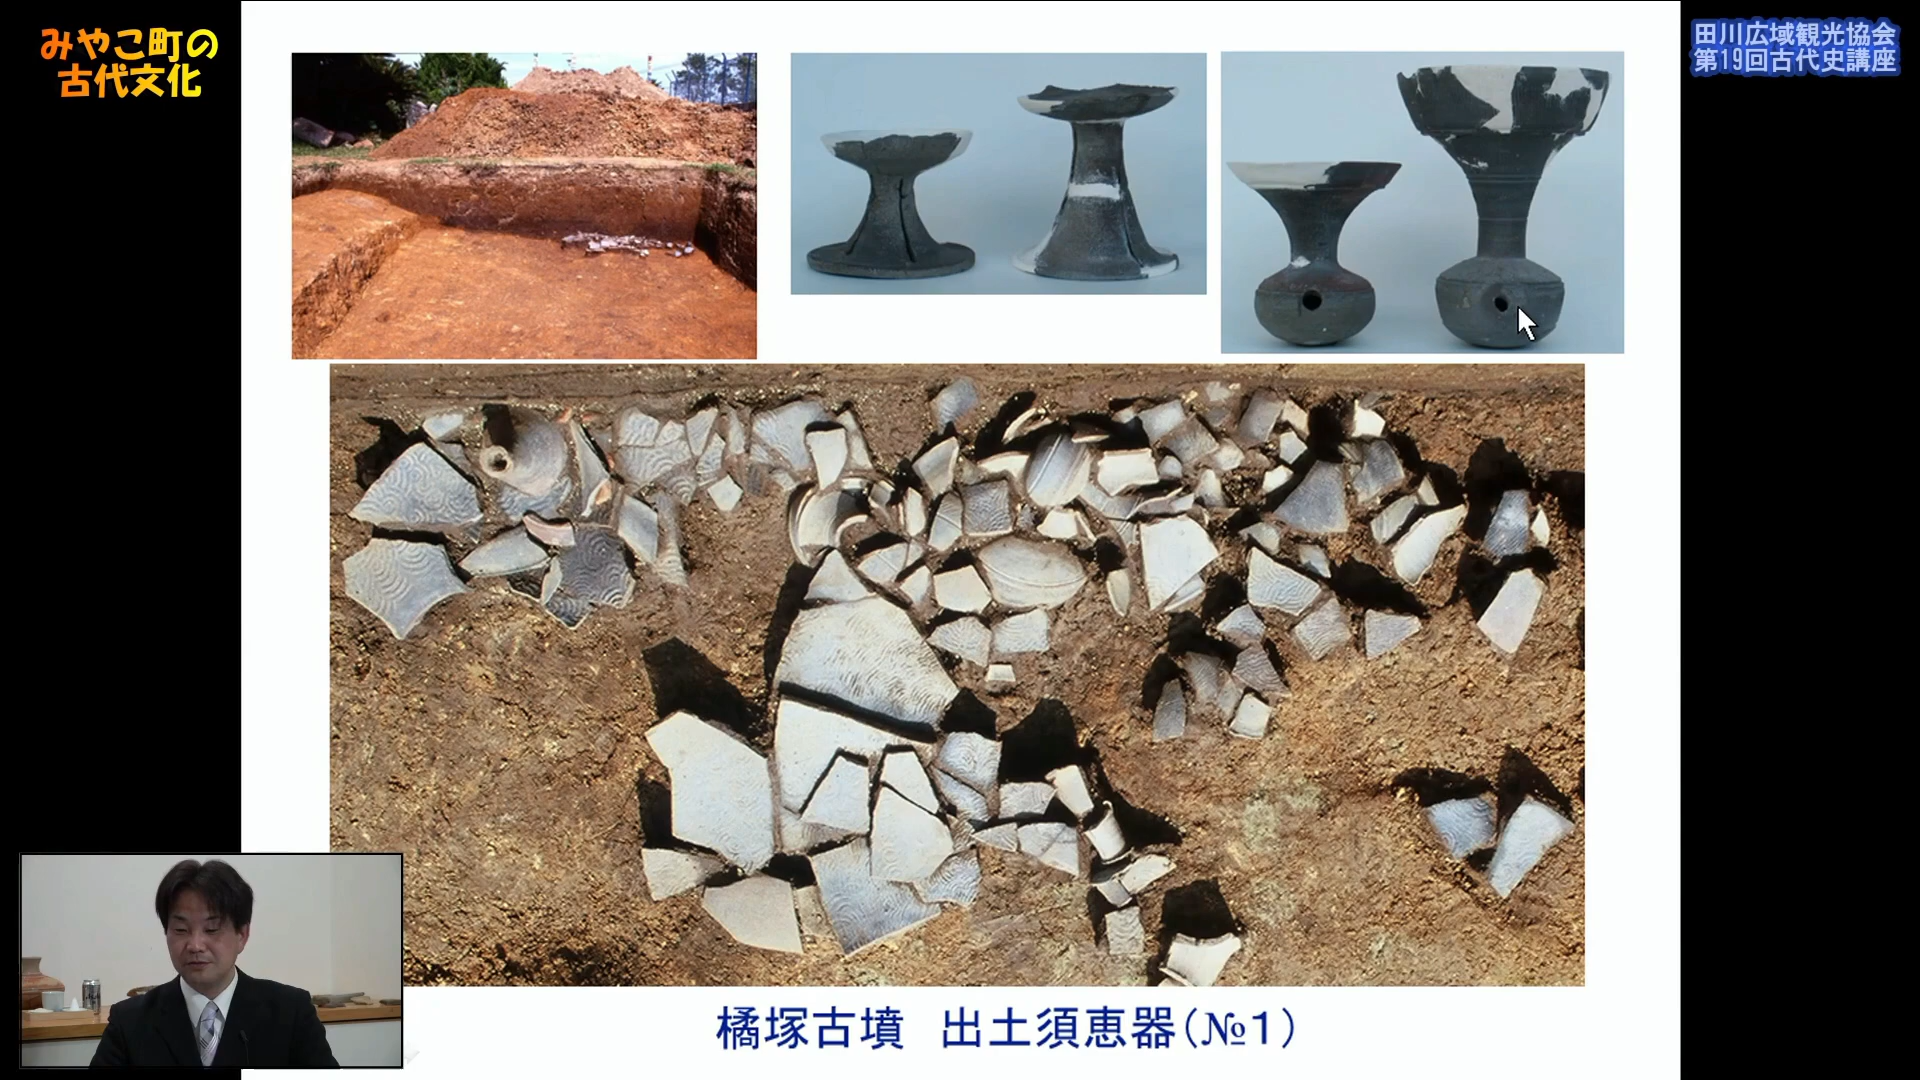 みやこ町の
古代文化
田川広域観光協会
第19回古代史講座
橘塚古墳　出土須恵器（№1）